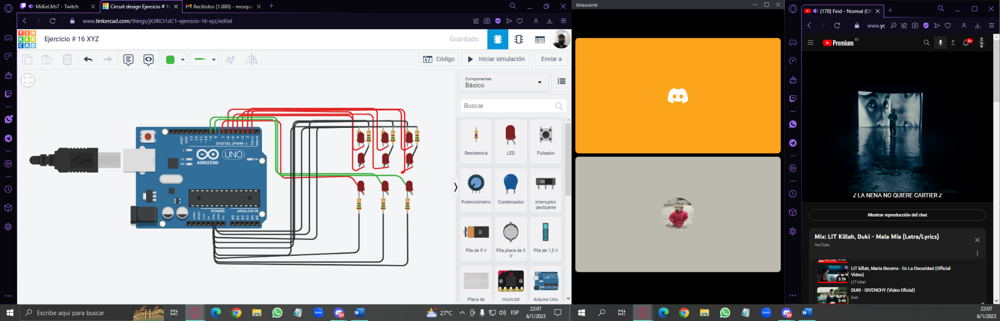 MiiKeLMsT - Twitch
Circuit design Ejercicio # 16
Recibidos (1.880) - mosque
www.tinkercad.com/things/jXJIRCI1dC1-ejercicio-16-xyz/editel
TIN
KER
CAD
Ejercicio # 16 XYZ
Guardado
Código
Iniciar simulación
Enviar a
Componentes
Básico
Buscar
Resistencia
LED
Pulsador
Potenciómetro
Condensador
Interruptor
deslizante
9V
Pila de 9 V
Pila plana de 3
V
Pila de 1,5 V
Placa de
micro:bit
Arduino Uno
AREF
GND
13
12
~11
~10
~9
8
7
~6
~5
4
~3
2
TX→1
RX←0
DIGITAL (PWM~)
L
TX
RX
UNO
ARDUINO
ON
POWER
ANALOG IN
IOREF
RESET
3.3V
5V
GND
GND
Vin
A0
A1
A2
A3
A4
A5
Discord
(170) Feid - Normal (Of
www.yc
Premium
EC
9+
♪ LA NENA NO QUIERE CARTIER ♪
Mostrar reproducción del chat
Mix: LIT Killah, Duki - Mala Mía (Letra/Lyrics)
YouTube
LIT killah, Maria Becerra - En La Oscuridad (Official
Video)
LIT killah
3:16
DUKI - GIVENCHY (Video Oficial)
Duki
3:45
Escribe aquí para buscar
zoom
27°C
ESP
22:07
6/1/2023
zoom
22:07
6/1/2023